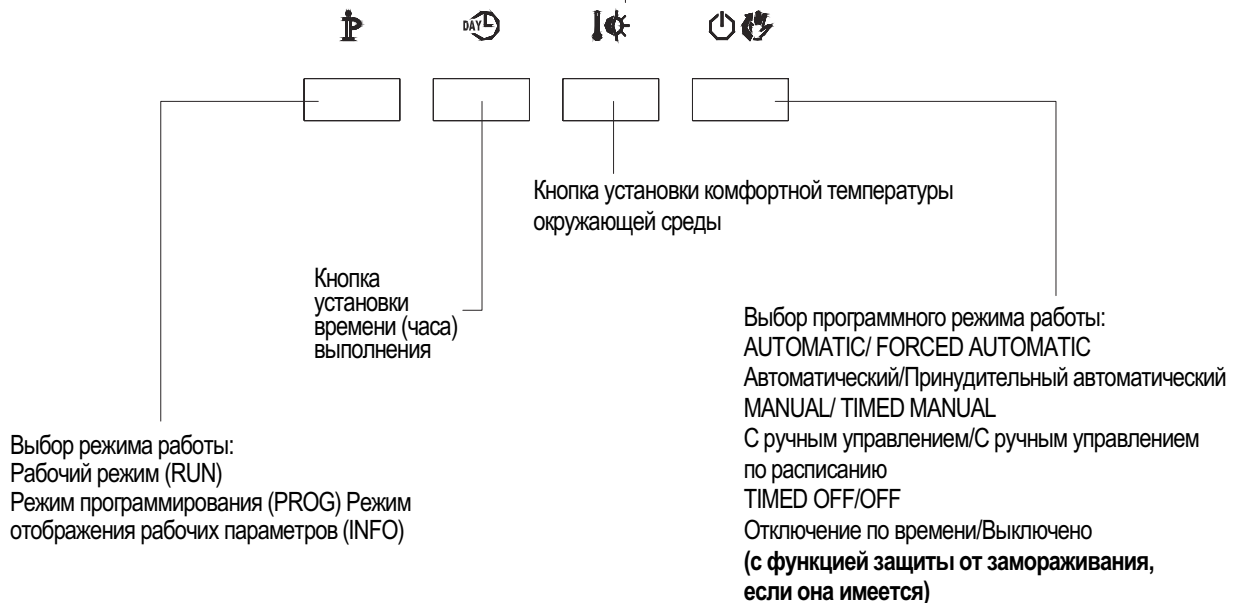 DAY
Кнопка установки комфортной температуры
окружающей среды
Кнопка
установки
времени (часа)
выполнения
Выбор программного режима работы:
AUTOMATIC/ FORCED AUTOMATIC
Автоматический/Принудительный автоматический
MANUAL/ TIMED MANUAL
С ручным управлением/С ручным управлением
по расписанию
TIMED OFF/OFF
Отключение по времени/Выключено
(с функцией защиты от замораживания,
если она имеется)
Выбор режима работы:
Рабочий режим (RUN)
Режим программирования (PROG) Режим
отображения рабочих параметров (INFO)